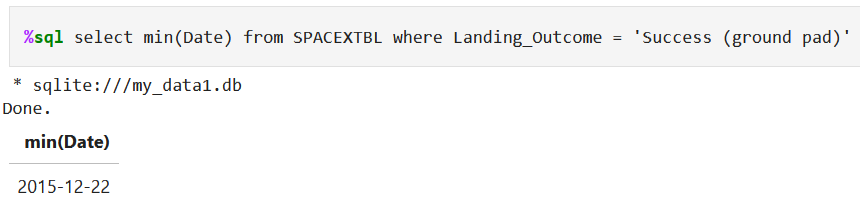 %sql select min(Date) from SPACEXTBL where Landing_Outcome = 'Success (ground pad)'
* sqlite:///my_data1.db
Done.
min(Date)
2015-12-22